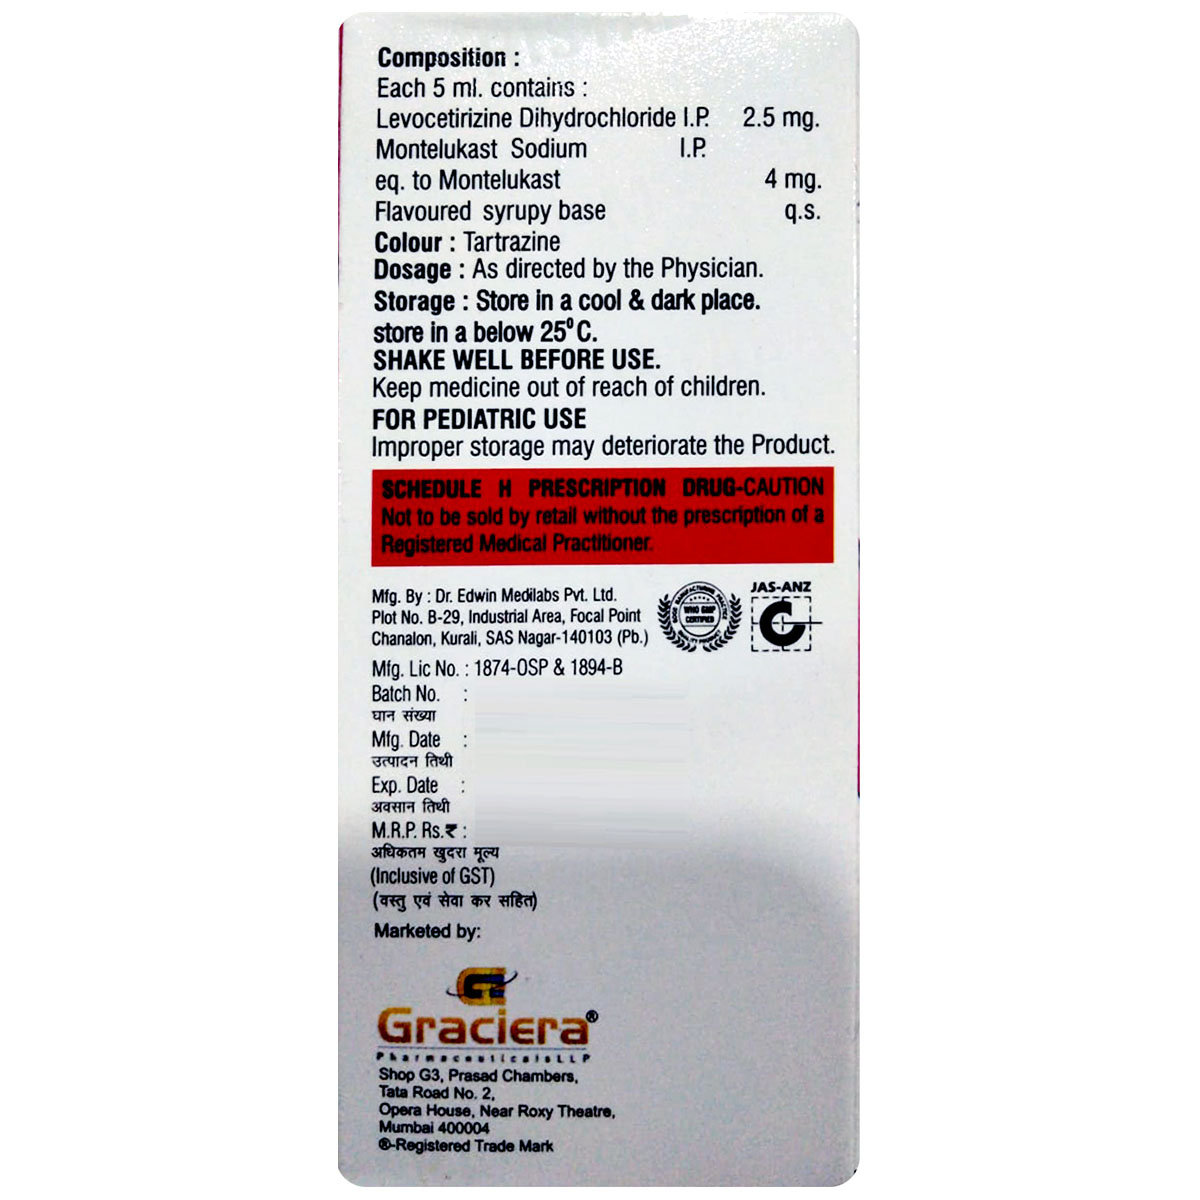 Composition :
Each 5 ml. contains :
Levocetirizine Dihydrochloride I.P. 2.5 mg.
Montelukast Sodium I.P.
eq. to Montelukast 4 mg.
Flavoured syrupy base q.s.
Colour : Tartrazine
Dosage : As directed by the Physician.
Storage : Store in a cool & dark place.
store in a below 25⁰C.
SHAKE WELL BEFORE USE.
Keep medicine out of reach of children.
FOR PEDIATRIC USE
Improper storage may deteriorate the Product.
SCHEDULE H PRESCRIPTION DRUG-CAUTION
Not to be sold by retail without the prescription of a
Registered Medical Practitioner.
Mfg. By : Dr. Edwin Medilabs Pvt. Ltd.
Plot No. B-29, Industrial Area, Focal Point
Chanalon, Kurali, SAS Nagar-140103 (Pb.)
GOOD MANUFACTURING PRACTICE
WHO GMP
CERTIFIED
JAS-ANZ
Mfg. Lic No. : 1874-OSP & 1894-B
Batch No. :
घान संख्या
Mfg. Date :
उत्पादन तिथी
Exp. Date :
अवसान तिथी
M.R.P. Rs.₹ :
अधिकतम खुदरा मूल्य
(Inclusive of GST)
(वस्तु एवं सेवा कर सहित)
Marketed by:
Graciera®
Pharmaceuticals LLP
Shop G3, Prasad Chambers,
Tata Road No. 2,
Opera House, Near Roxy Theatre,
Mumbai 400004
®-Registered Trade Mark